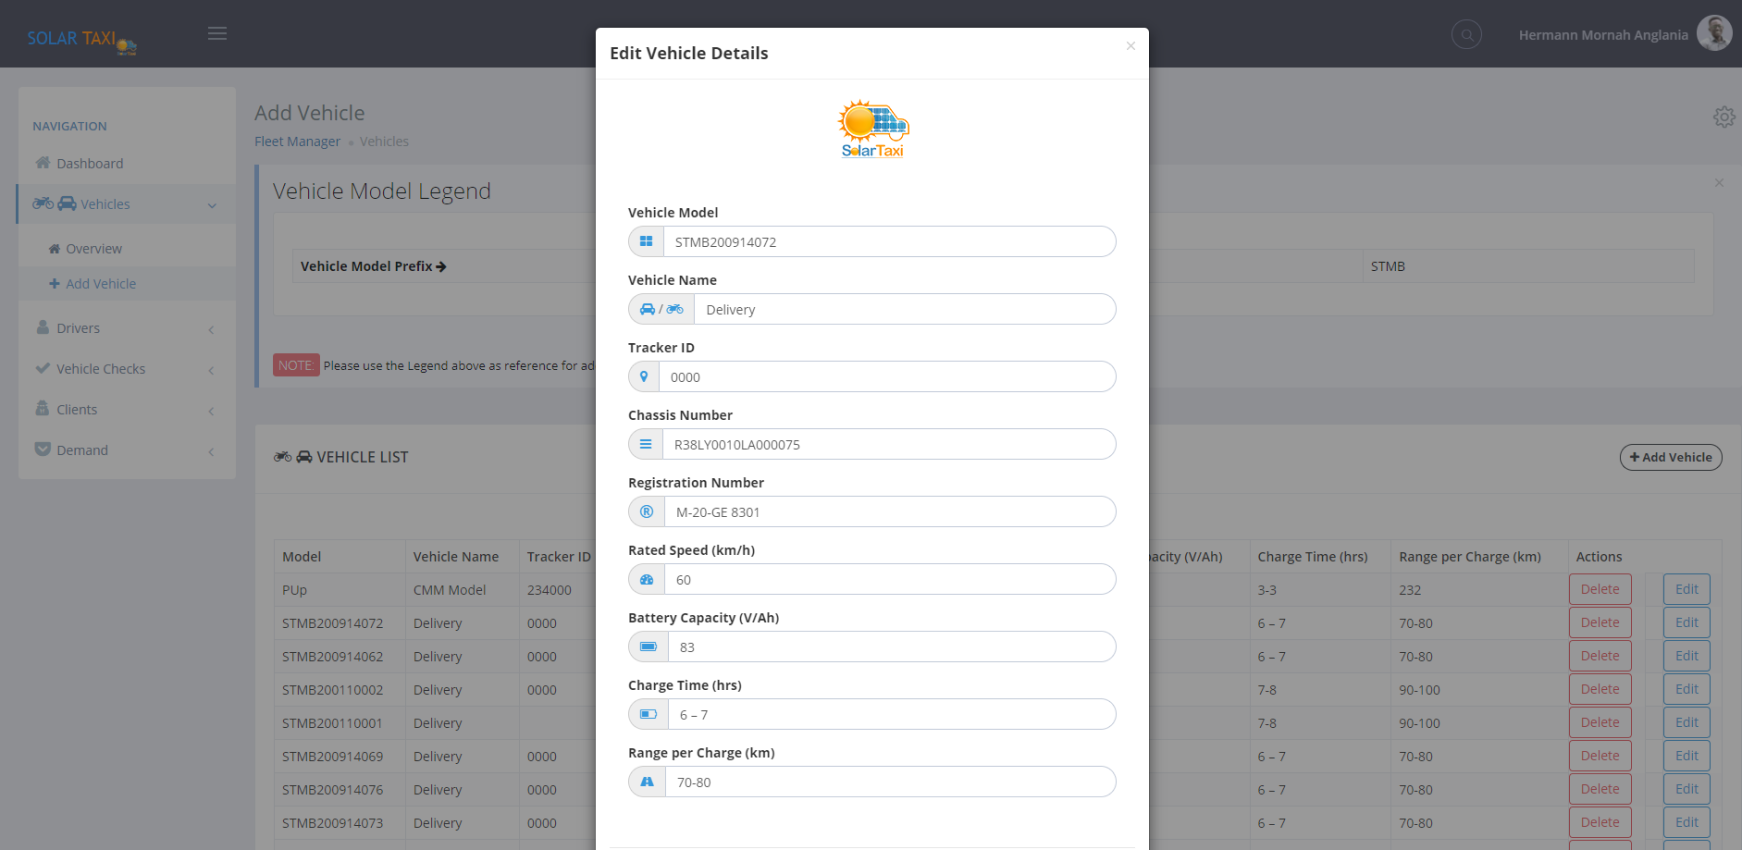 SOLAR TAXI
Hermann Mornah Anglania
NAVIGATION
Dashboard
Vehicles
Overview
Add Vehicle
Drivers
Vehicle Checks
Clients
Demand
Add Vehicle
Fleet Manager • Vehicles
Vehicle Model Legend
Vehicle Model Prefix
STMB
NOTE: Please use the Legend above as reference for ad
VEHICLE LIST
+ Add Vehicle
Model Vehicle Name Tracker ID acity (V/Ah) Charge Time (hrs) Range per Charge (km) Actions
PUp CMM Model 234000 3-3 232 Delete Edit
STMB200914072 Delivery 0000 6 – 7 70-80 Delete Edit
STMB200914062 Delivery 0000 6 – 7 70-80 Delete Edit
STMB200110002 Delivery 0000 7-8 90-100 Delete Edit
STMB200110001 Delivery 7-8 90-100 Delete Edit
STMB200914069 Delivery 0000 6 – 7 70-80 Delete Edit
STMB200914076 Delivery 0000 6 – 7 70-80 Delete Edit
STMB200914073 Delivery 0000 6 – 7 70-80 Delete Edit
Edit Vehicle Details
×
SolarTaxi
Vehicle Model
STMB200914072
Vehicle Name
/ Delivery
Tracker ID
0000
Chassis Number
R38LY0010LA000075
Registration Number
® M-20-GE 8301
Rated Speed (km/h)
60
Battery Capacity (V/Ah)
83
Charge Time (hrs)
6 – 7
Range per Charge (km)
70-80